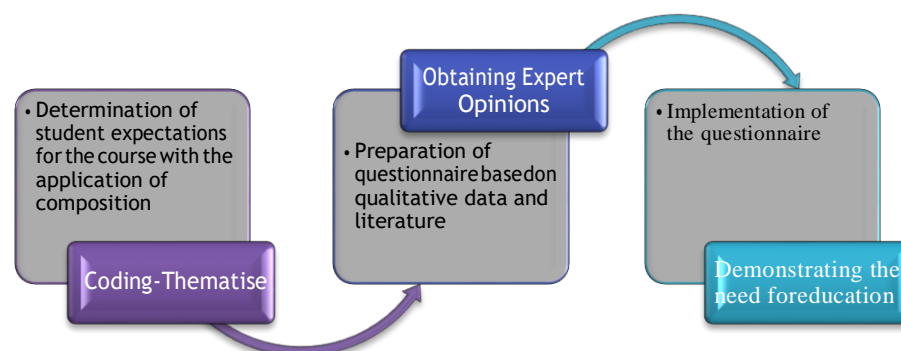 • Determination of
student expectations
for the course with the
application of
composition
Coding-Thematise
Obtaining Expert
Opinions
• Preparation of
questionnaire basedon
qualitative data and
literature
• Implementation of
the questionnaire
Demonstrating the
need foreducation